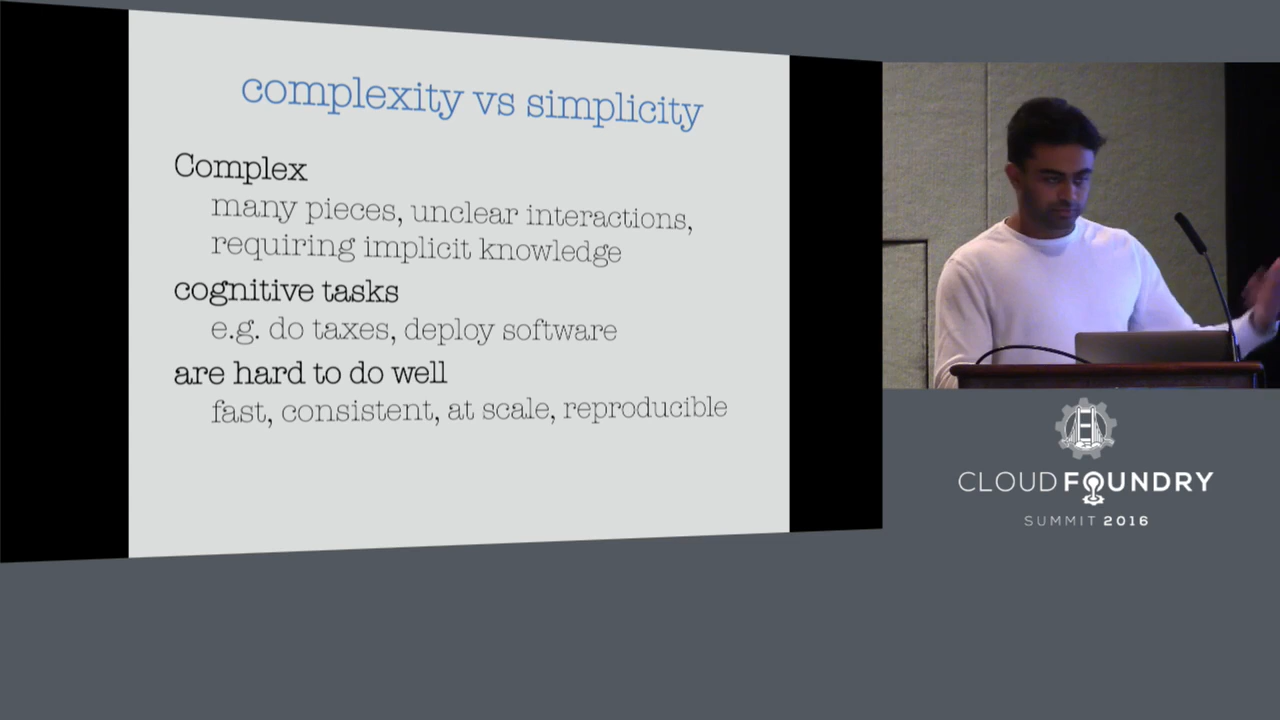 complexity vs simplicity
Complex
many pieces, unclear interactions,
requiring implicit knowledge
cognitive tasks
e.g. do taxes, deploy software
are hard to do well
fast, consistent, at scale, reproducible
CLOUD FOUNDRY
SUMMIT 2016